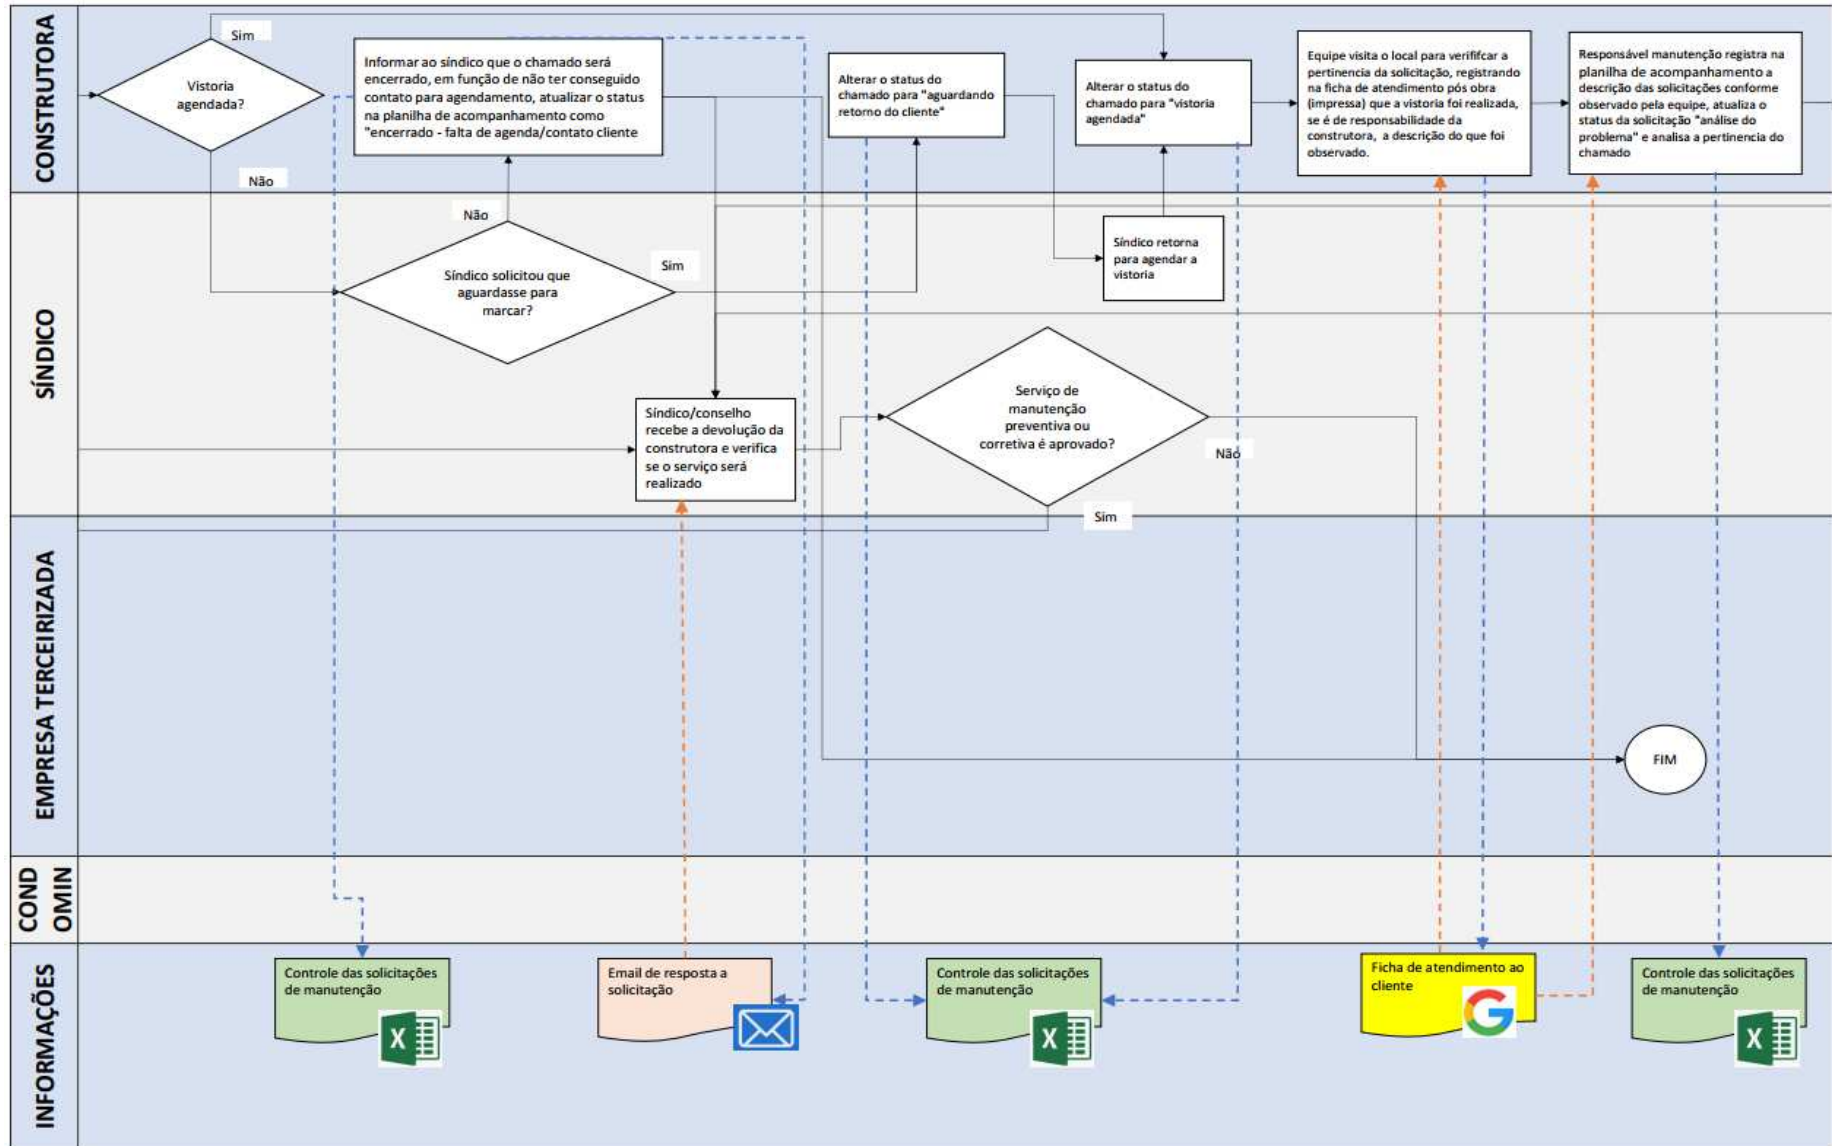 CONSTRUTORA
Sim
Vistoria
agendada?
Não
Informar ao síndico que o chamado será
encerrado, em função de não ter conseguido
contato para agendamento, atualizar o status
na planilha de acompanhamento como
"encerrado - falta de agenda/contato cliente
Alterar o status do
chamado para "aguardando
retorno do cliente"
Alterar o status do
chamado para "vistoria
agendada"
Equipe visita o local para verififcar a
pertinencia da solicitação, registrando
na ficha de atendimento pós obra
(impressa) que a vistoria foi realizada,
se é de responsabilidade da
construtora, a descrição do que foi
observado.
Responsável manutenção registra na
planilha de acompanhamento a
descrição das solicitações conforme
observado pela equipe, atualiza o
status da solicitação "análise do
problema" e analisa a pertinencia do
chamado
SÍNDICO
Não
Síndico solicitou que
aguardasse para
marcar?
Sim
Síndico retorna
para agendar a
vistoria
Síndico/conselho
recebe a devolução da
construtora e verifica
se o serviço será
realizado
Serviço de
manutenção
preventiva ou
corretiva é aprovado?
Não
Sim
EMPRESA TERCEIRIZADA
FIM
COND
OMIN
INFORMAÇÕES
Controle das solicitações
de manutenção
X
Email de resposta a
solicitação
Controle das solicitações
de manutenção
X
Ficha de atendimento ao
cliente
G
Controle das solicitações
de manutenção
X